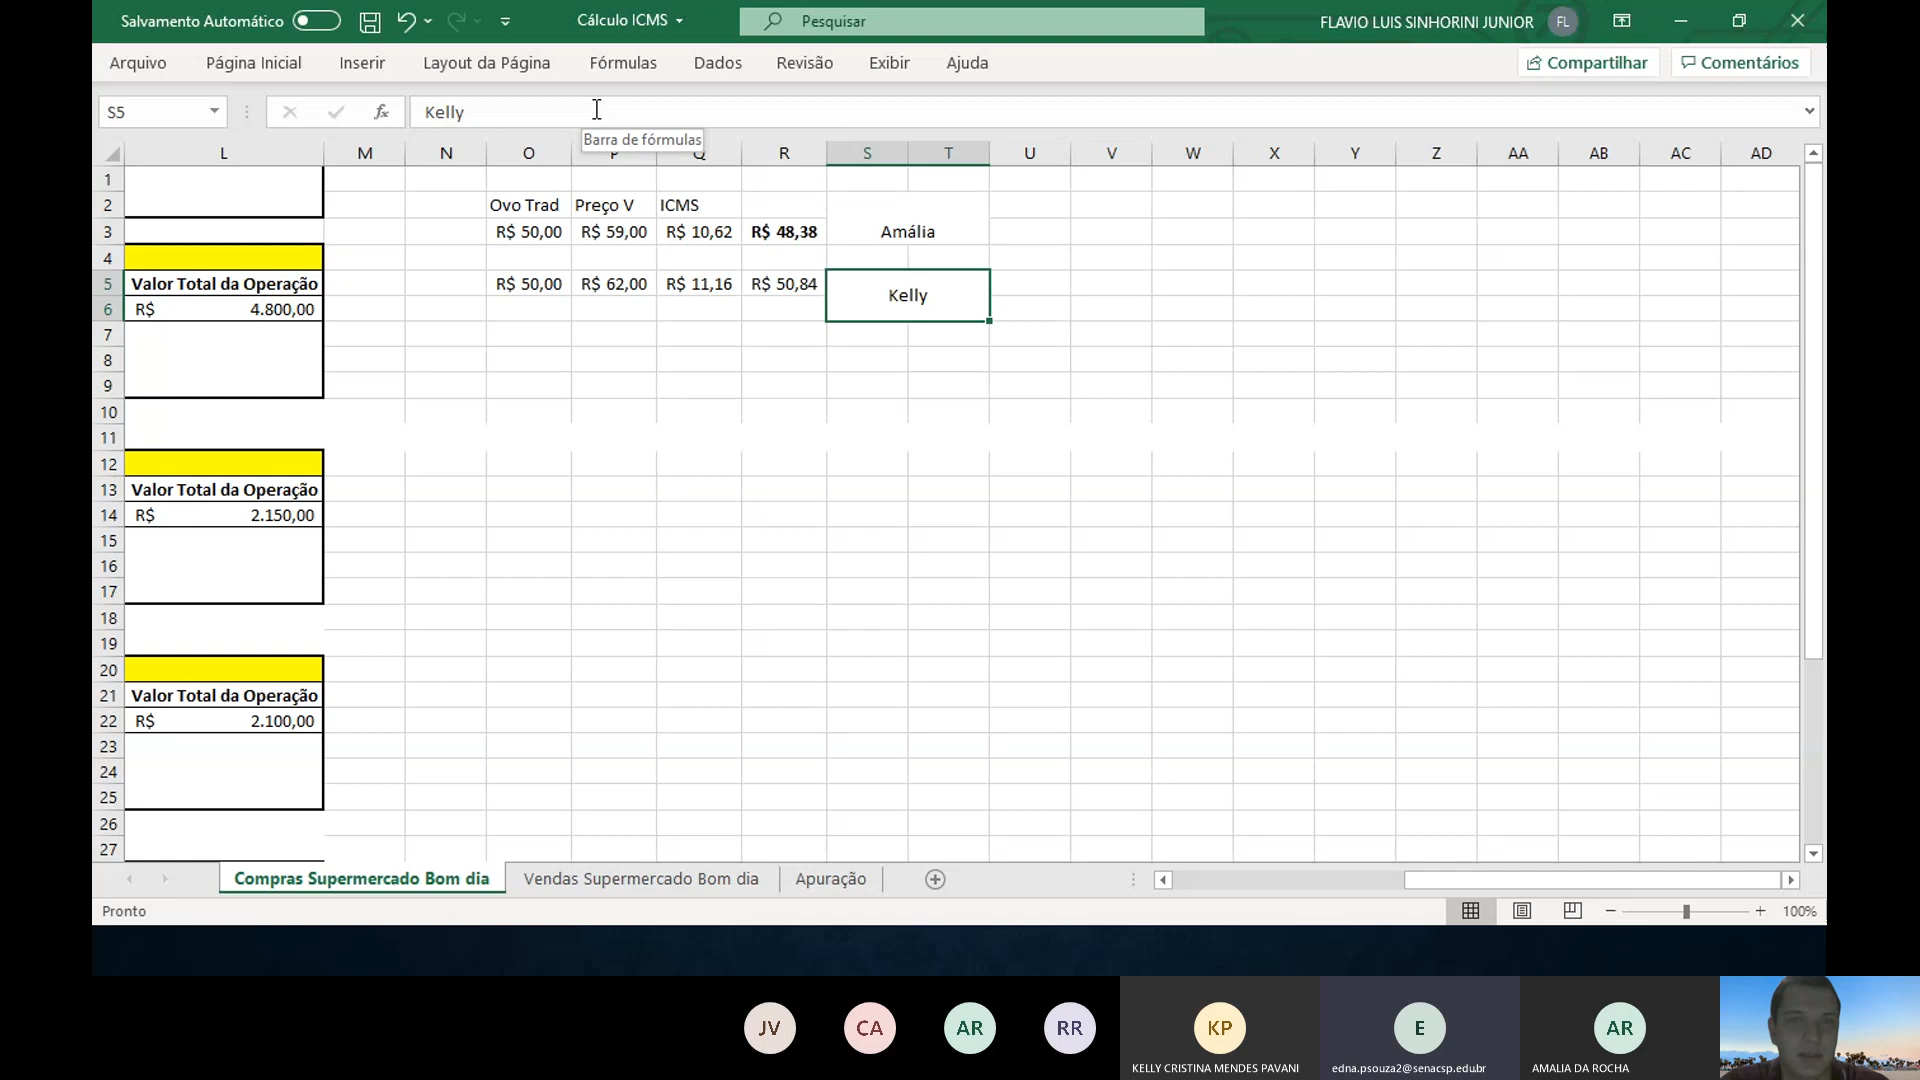 Salvamento Automático
Cálculo ICMS
Pesquisar
FLAVIO LUIS SINHORINI JUNIOR
FL
Arquivo Página Inicial Inserir Layout da Página Fórmulas Dados Revisão Exibir Ajuda
Compartilhar
Comentários
S5
fx
Kelly
Barra de fórmulas
L M N O P Q R S T U V W X Y Z AA AB AC AD
1
2 Ovo Trad Preço V ICMS
3 R$ 50,00 R$ 59,00 R$ 10,62 R$ 48,38 Amália
4
5 Valor Total da Operação R$ 50,00 R$ 62,00 R$ 11,16 R$ 50,84
Kelly
6 R$ 4.800,00
7
8
9
10
11
12
13 Valor Total da Operação
14 R$ 2.150,00
15
16
17
18
19
20
21 Valor Total da Operação
22 R$ 2.100,00
23
24
25
26
27
Compras Supermercado Bom dia
Vendas Supermercado Bom dia
Apuração
Pronto
100%
JV
CA
AR
RR
KP
E
AR
KELLY CRISTINA MENDES PAVANI
edna.psouza2@senacsp.edu.br
AMALIA DA ROCHA